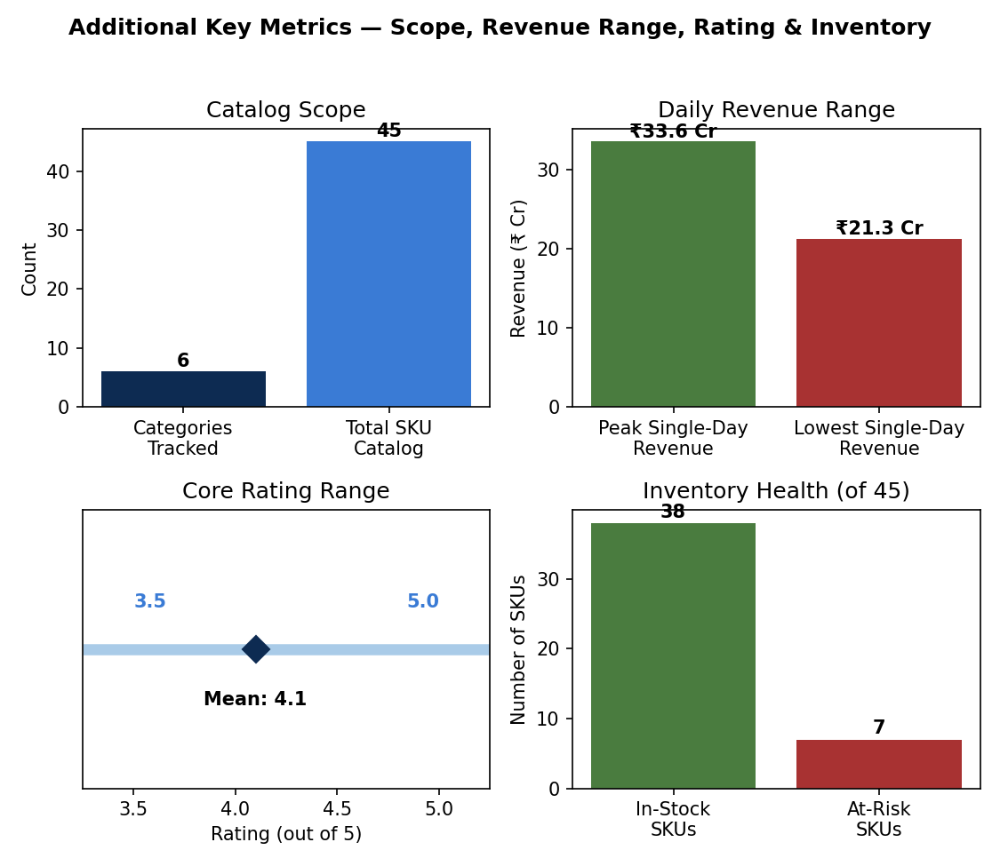 Additional Key Metrics — Scope, Revenue Range, Rating & Inventory
Catalog Scope
Count
0
10
20
30
40
6
45
Categories
Tracked
Total SKU
Catalog
Daily Revenue Range
Revenue (₹ Cr)
0
10
20
30
₹33.6 Cr
₹21.3 Cr
Peak Single-Day
Revenue
Lowest Single-Day
Revenue
Core Rating Range
3.5
5.0
Mean: 4.1
3.5
4.0
4.5
5.0
Rating (out of 5)
Inventory Health (of 45)
Number of SKUs
0
10
20
30
38
7
In-Stock
SKUs
At-Risk
SKUs